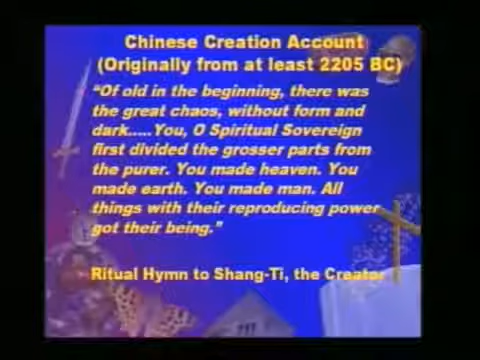 Chinese Creation Account
(Originally from at least 2205 BC)
“Of old in the beginning, there was
the great chaos, without form and
dark.....You, O Spiritual Sovereign
first divided the grosser parts from
the purer. You made heaven. You
made earth. You made man. All
things with their reproducing power
got their being.”
Ritual Hymn to Shang-Ti, the Creator